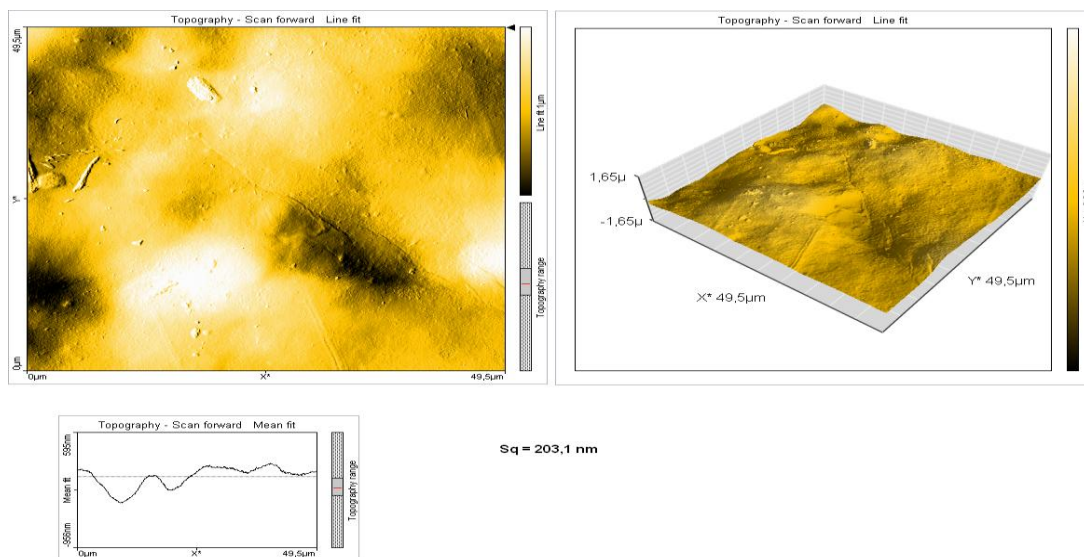 Topography - Scan forward Line fit
49,5µm
Y*
0µm
0µm
X*
49,5µm
Line fit 1µm
Topography range
Topography - Scan forward Line fit
1,65µ
-1,65µ
X* 49,5µm
Y* 49,5µm
Topography - Scan forward Mean fit
595nm
Mean fit
-956nm
0µm
X*
49,5µm
Topography range
Sq = 203,1 nm